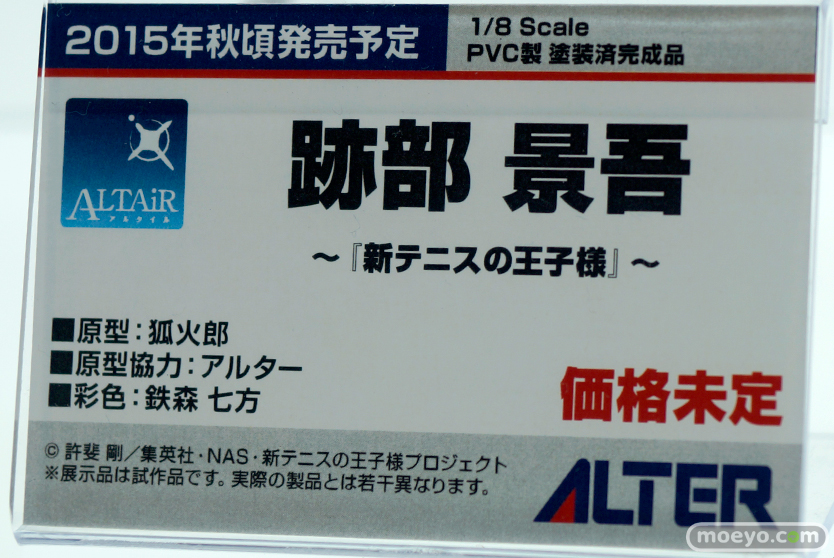 2015年秋頃発売予定
1/8 Scale
PVC製 塗装済完成品
ALTAiR
アルタイル
跡部 景吾
～『新テニスの王子様』～
■原型：狐火郎
■原型協力：アルター
■彩色：鉄森 七方
価格未定
© 許斐 剛／集英社・NAS・新テニスの王子様プロジェクト
※展示品は試作品です。実際の製品とは若干異なります。
ALTER
moeyo.com